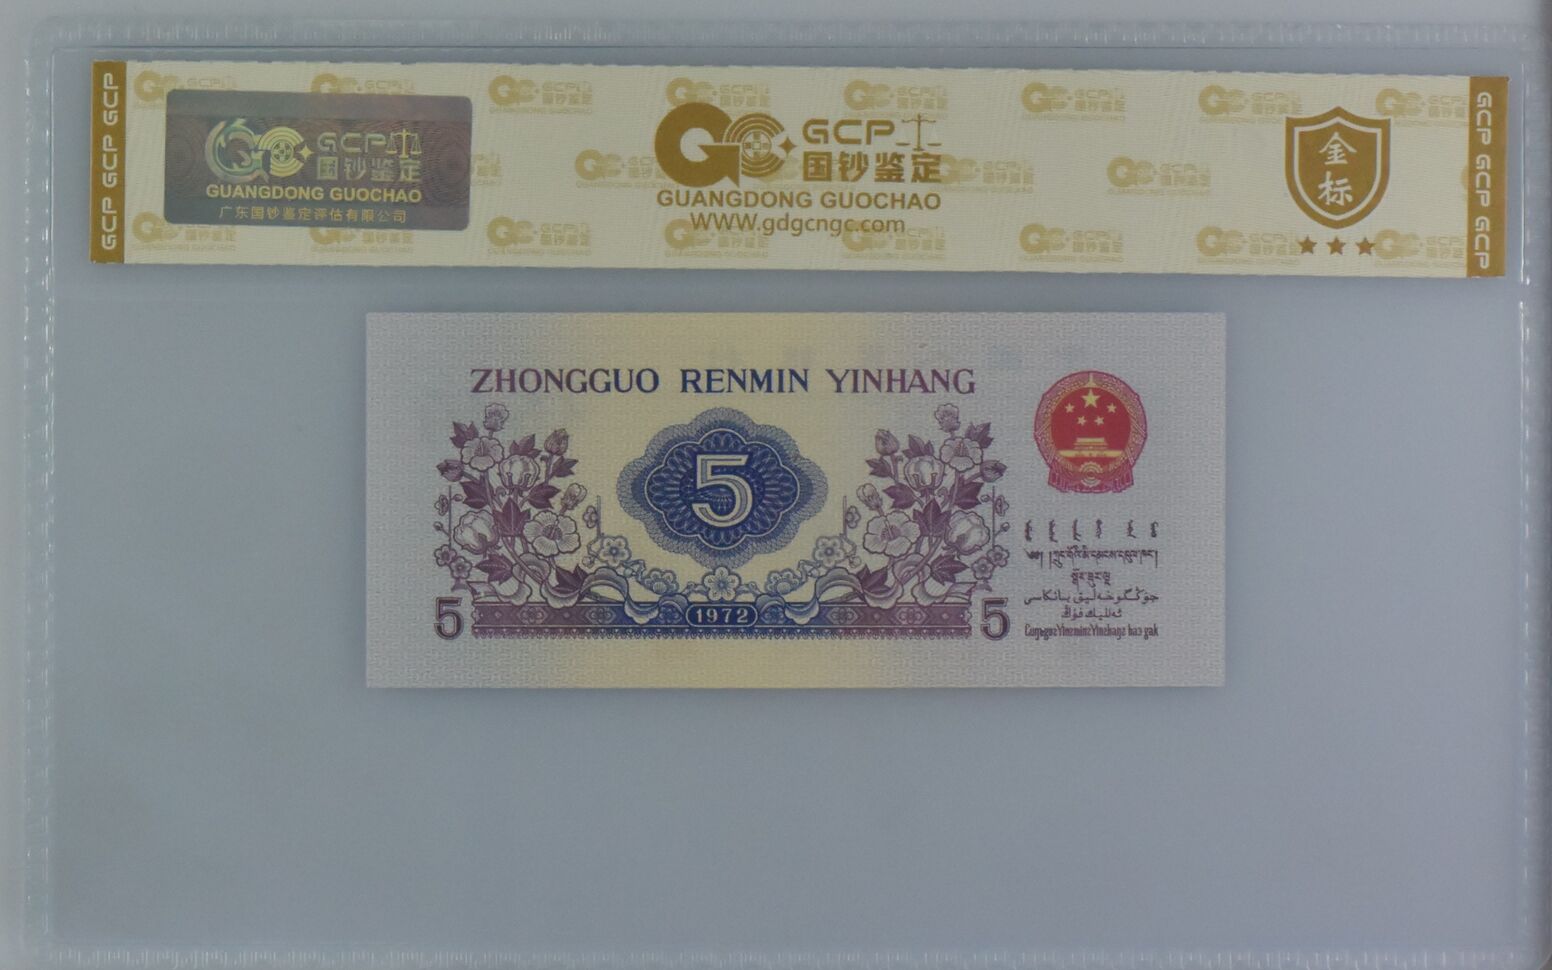 GCP GCP GCP
GCP
国钞鉴定
GUANGDONG GUOCHAO
广东国钞鉴定评估有限公司
GCP
国钞鉴定
GUANGDONG GUOCHAO
WWW.gdgcngc.com
金标
GCP GCP GCP
ZHONGGUO RENMIN YINHANG
5
1972
5
5